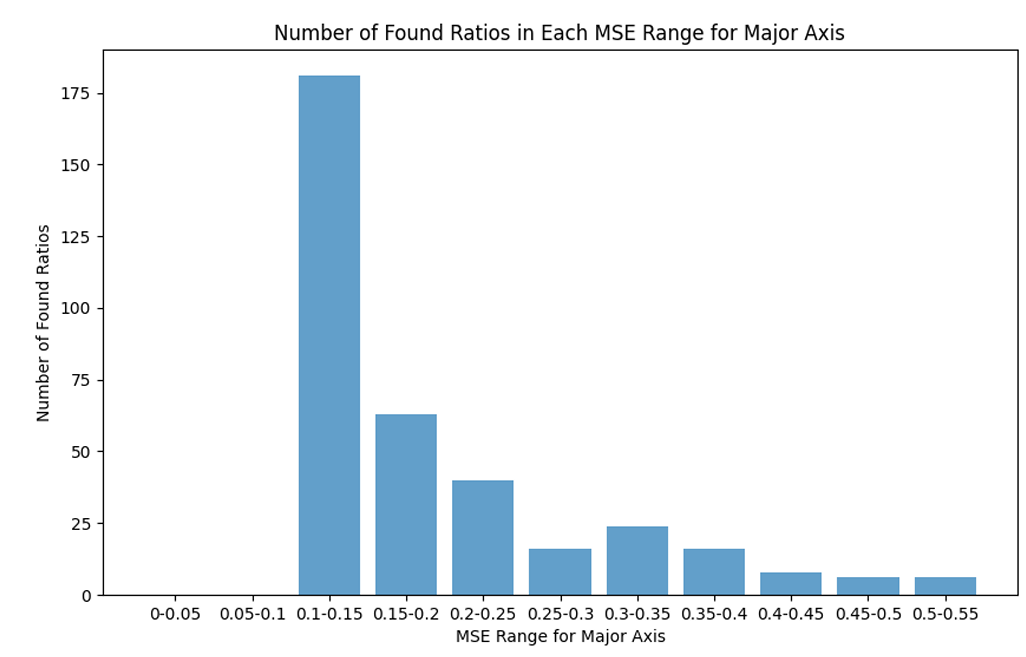 Number of Found Ratios in Each MSE Range for Major Axis
Number of Found Ratios
175
150
125
100
75
50
25
0
0-0.05 0.05-0.1 0.1-0.15 0.15-0.2 0.2-0.25 0.25-0.3 0.3-0.35 0.35-0.4 0.4-0.45 0.45-0.5 0.5-0.55
MSE Range for Major Axis